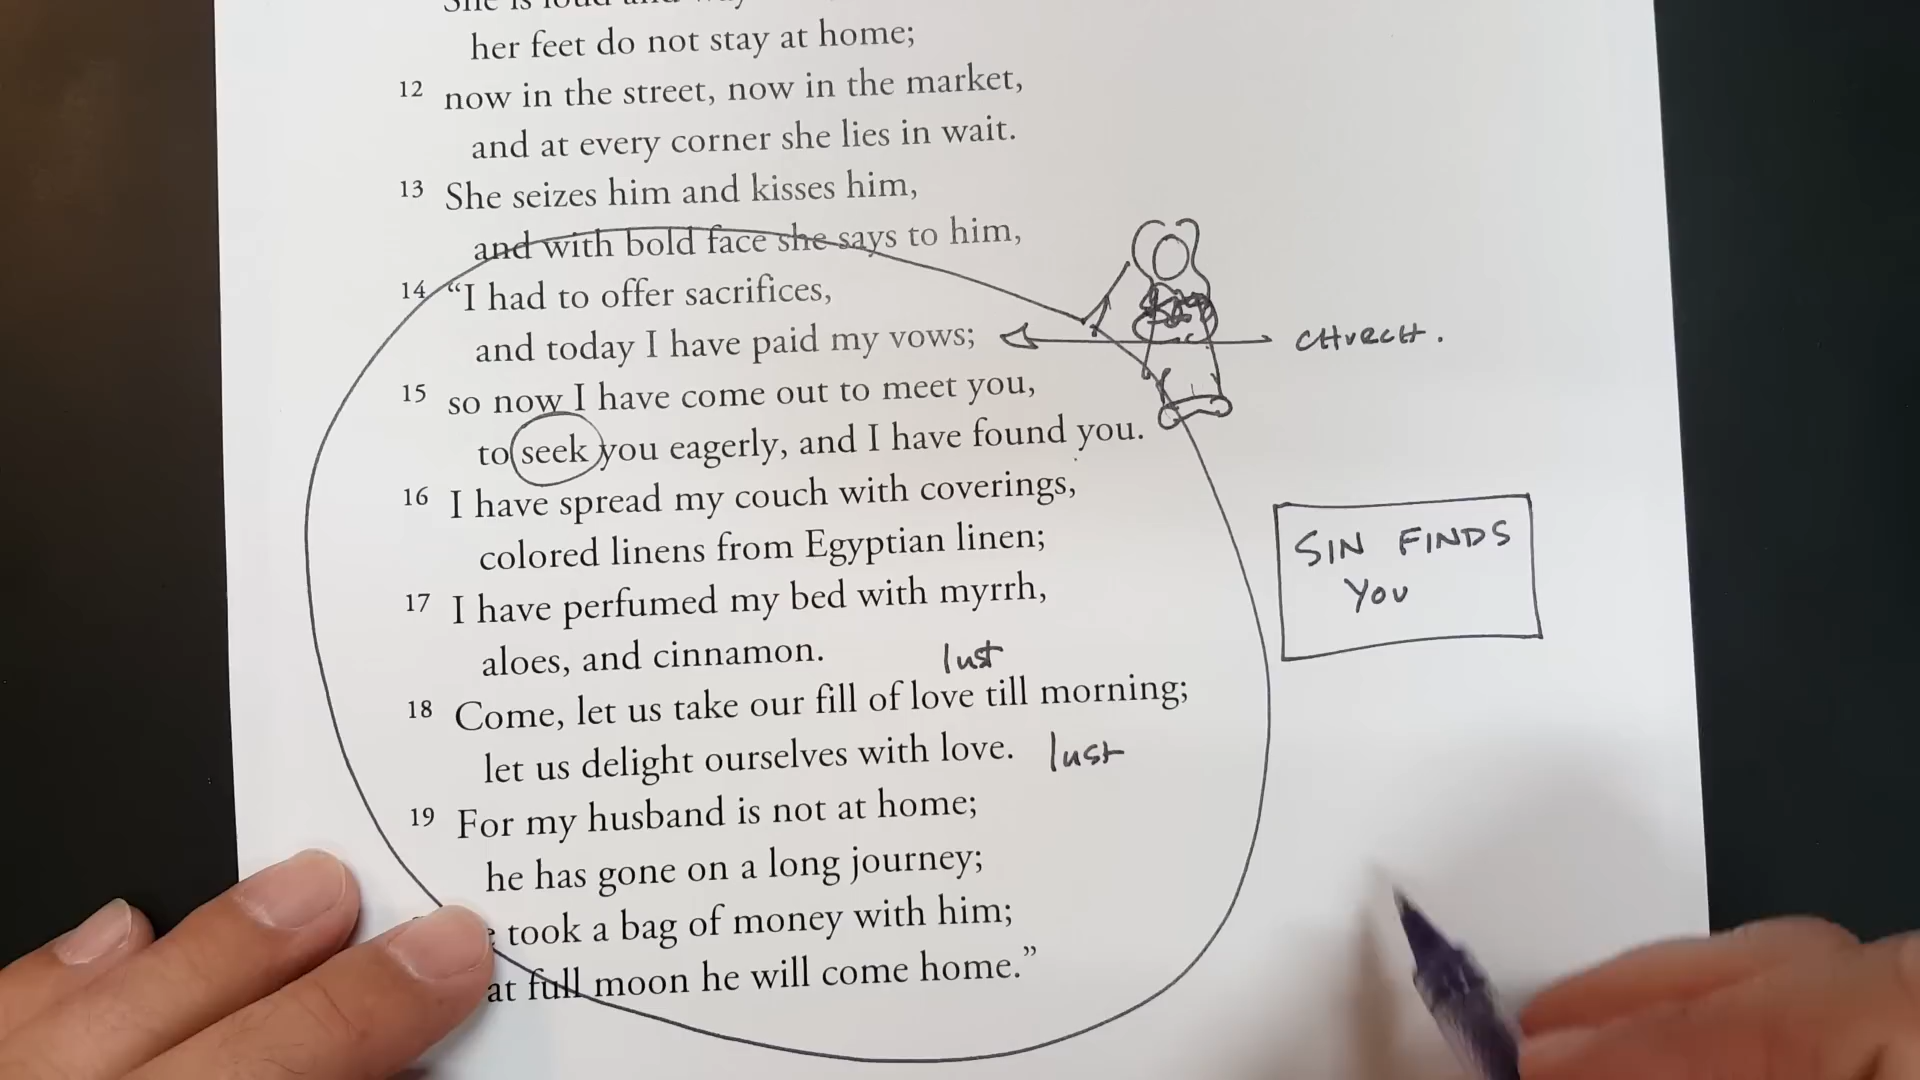 She is loud and
her feet do not stay at home;
12 now in the street, now in the market,
and at every corner she lies in wait.
13 She seizes him and kisses him,
and with bold face she says to him,
14 “I had to offer sacrifices,
and today I have paid my vows;
CHURCH.
15 so now I have come out to meet you,
to seek you eagerly, and I have found you.
16 I have spread my couch with coverings,
colored linens from Egyptian linen;
SIN FINDS
YOU
17 I have perfumed my bed with myrrh,
aloes, and cinnamon.
lust
18 Come, let us take our fill of love till morning;
let us delight ourselves with love. lust
19 For my husband is not at home;
he has gone on a long journey;
took a bag of money with him;
at full moon he will come home.”